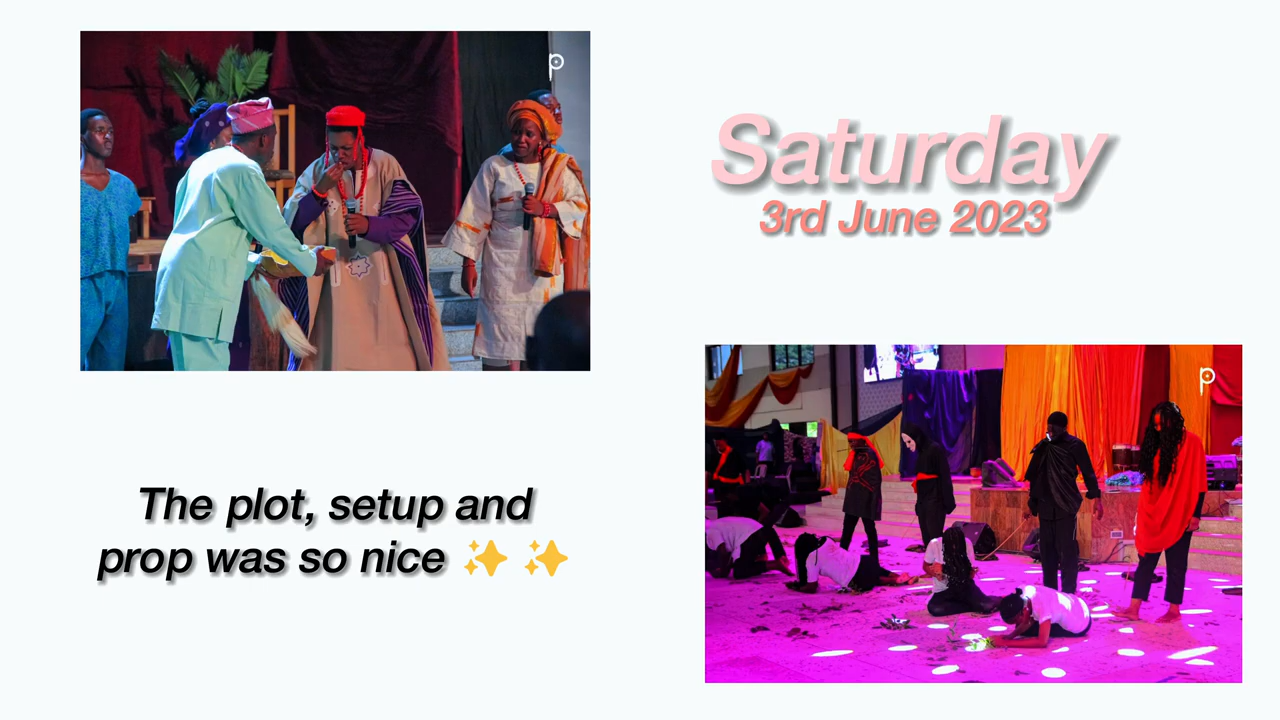 Saturday
3rd June 2023
The plot, setup and
prop was so nice ✨ ✨